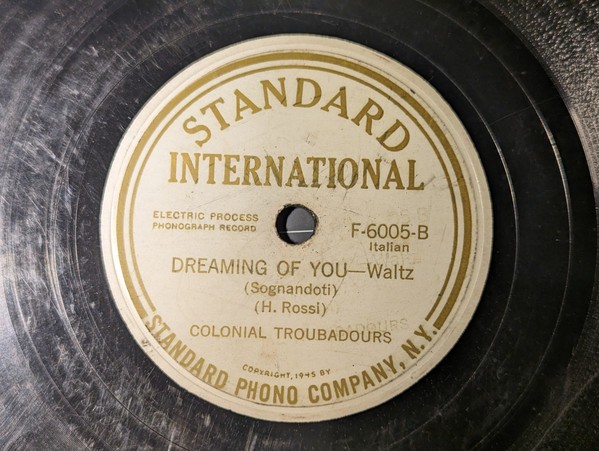 STANDARD
INTERNATIONAL
ELECTRIC PROCESS
PHONOGRAPH RECORD
F-6005-B
Italian
DREAMING OF YOU—Waltz
(Sognandoti)
(H. Rossi)
COLONIAL TROUBADOURS
COPYRIGHT, 1945 BY
STANDARD PHONO COMPANY, N.Y.